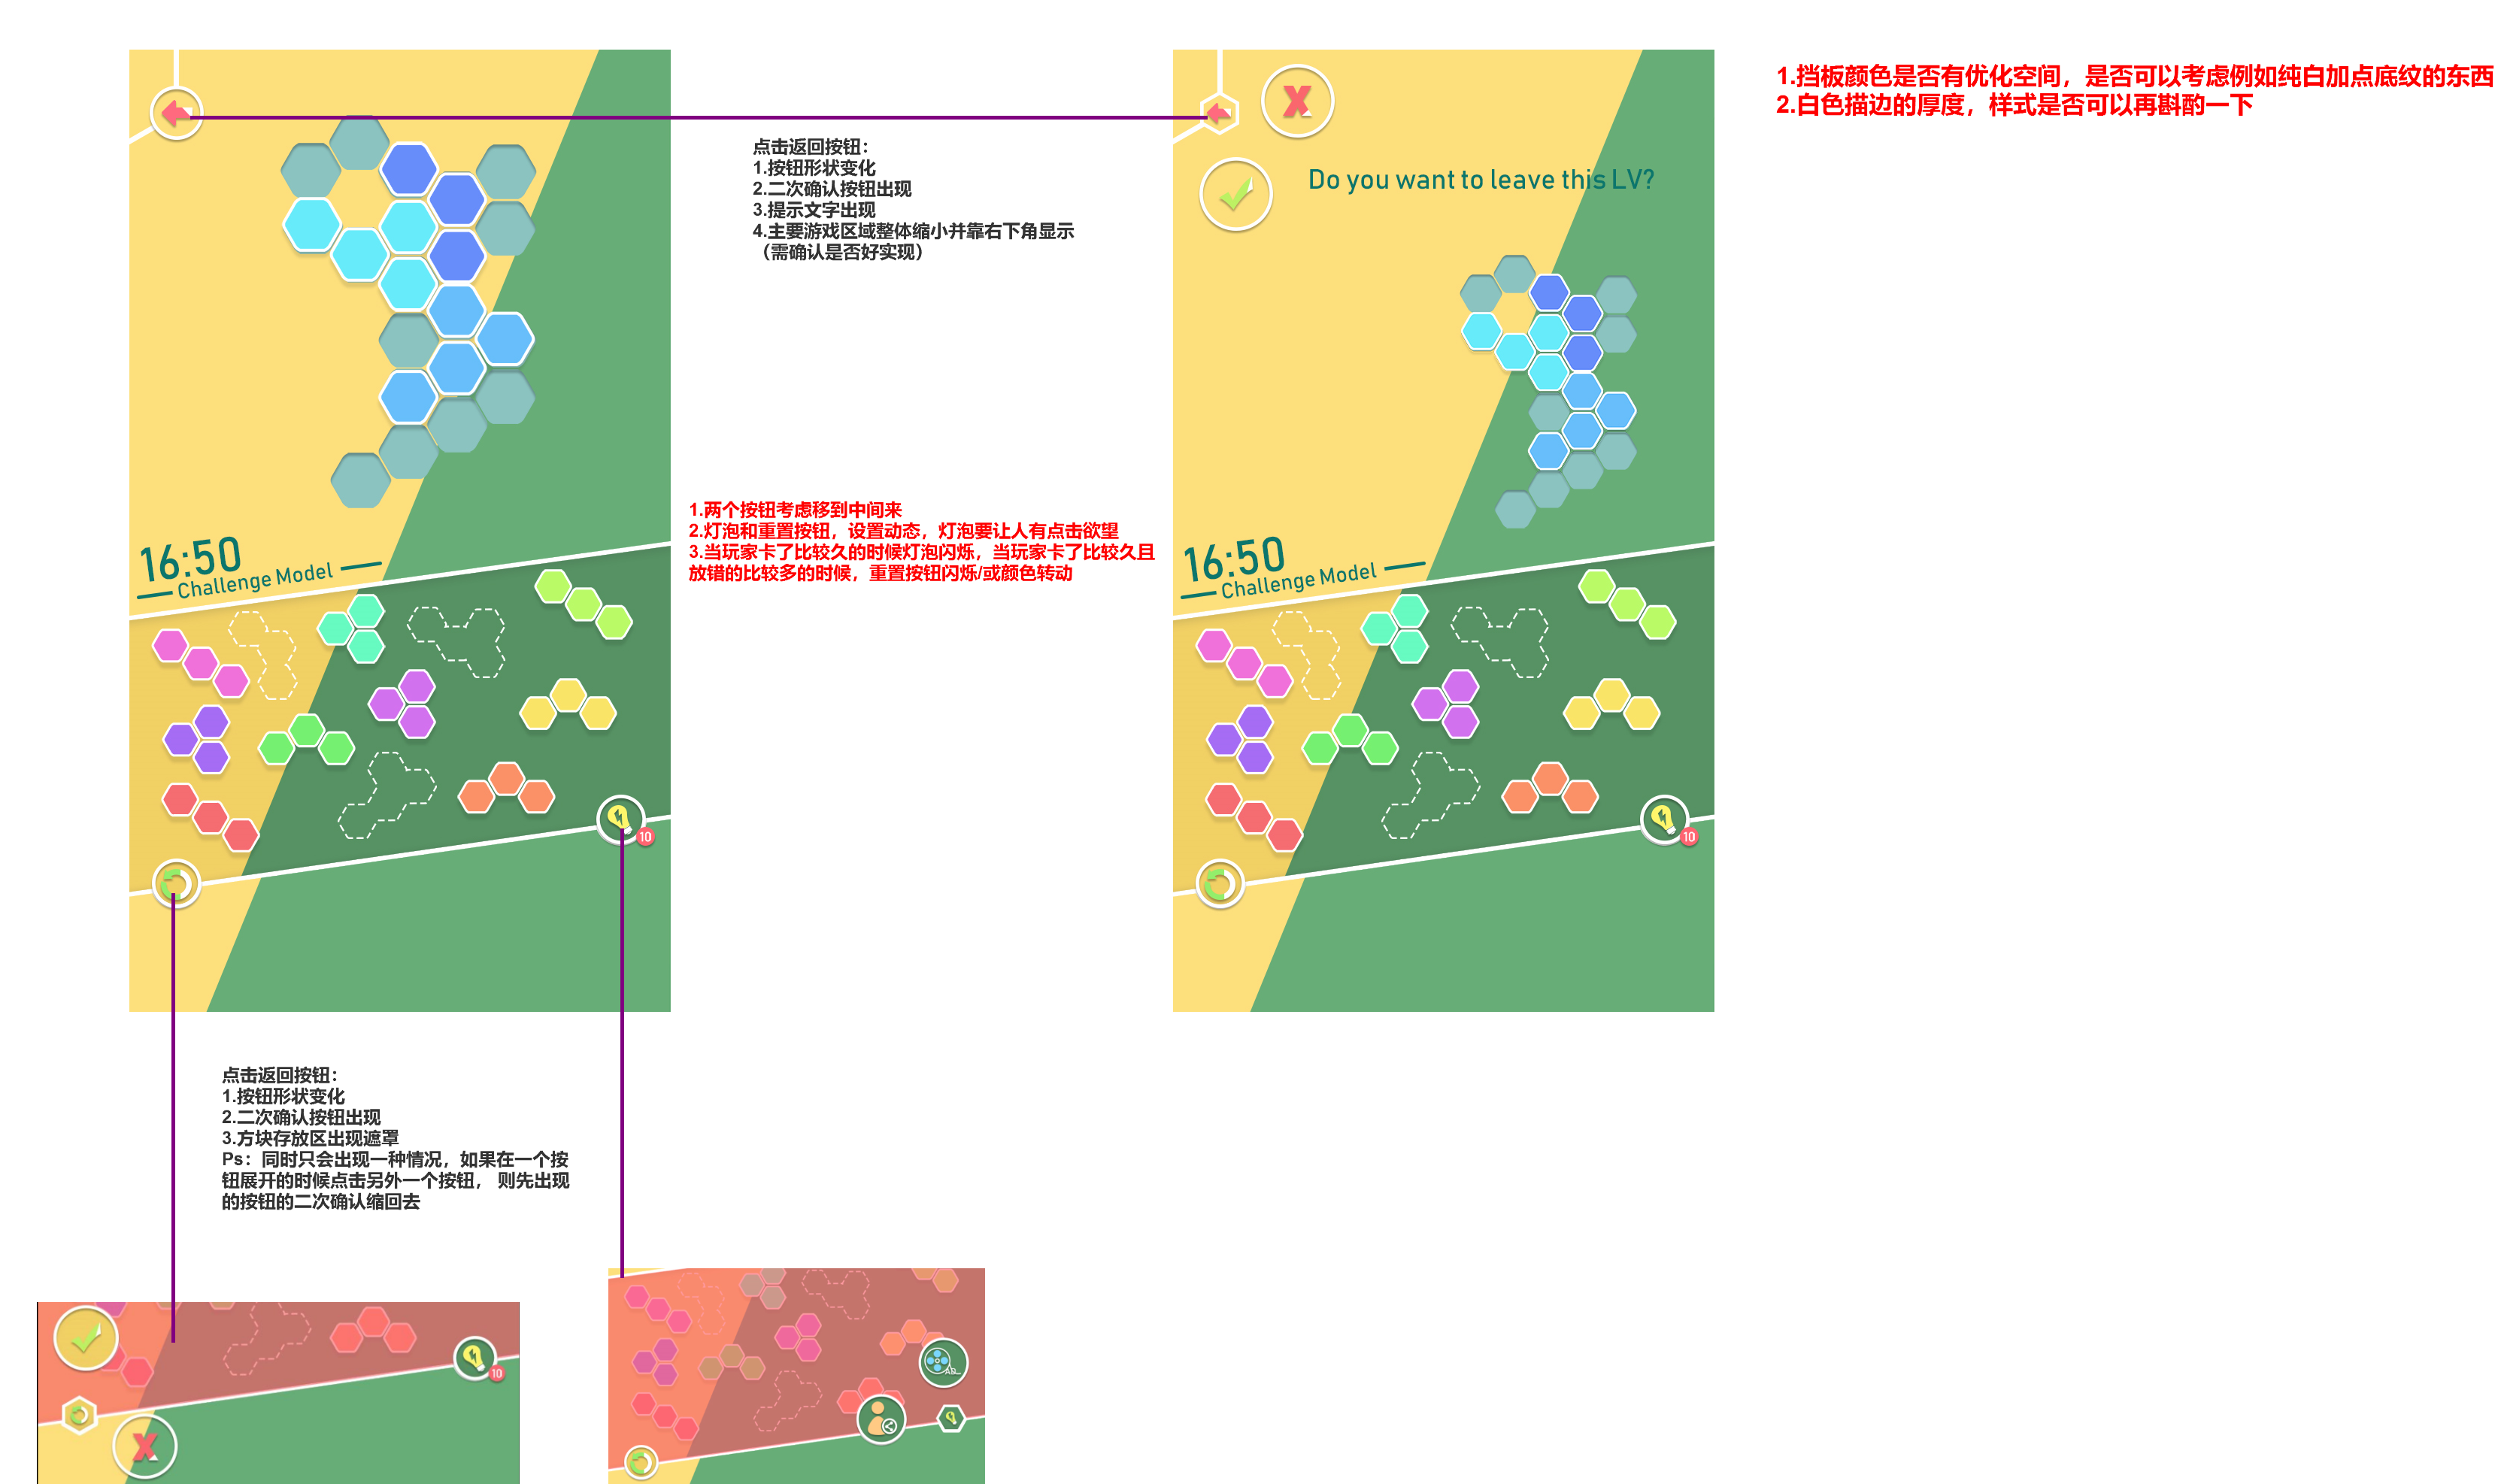 1.挡板颜色是否有优化空间，是否可以考虑例如纯白加点底纹的东西
2.白色描边的厚度，样式是否可以再斟酌一下
点击返回按钮：
1.按钮形状变化
2.二次确认按钮出现
3.提示文字出现
4.主要游戏区域整体缩小并靠右下角显示
（需确认是否好实现）
Do you want to leave this LV?
1.两个按钮考虑移到中间来
2.灯泡和重置按钮，设置动态，灯泡要让人有点击欲望
3.当玩家卡了比较久的时候灯泡闪烁，当玩家卡了比较久且
放错的比较多的时候，重置按钮闪烁/或颜色转动
16:50
Challenge Model
10
16:50
Challenge Model
10
点击返回按钮：
1.按钮形状变化
2.二次确认按钮出现
3.方块存放区出现遮罩
Ps：同时只会出现一种情况，如果在一个按
钮展开的时候点击另外一个按钮， 则先出现
的按钮的二次确认缩回去
10